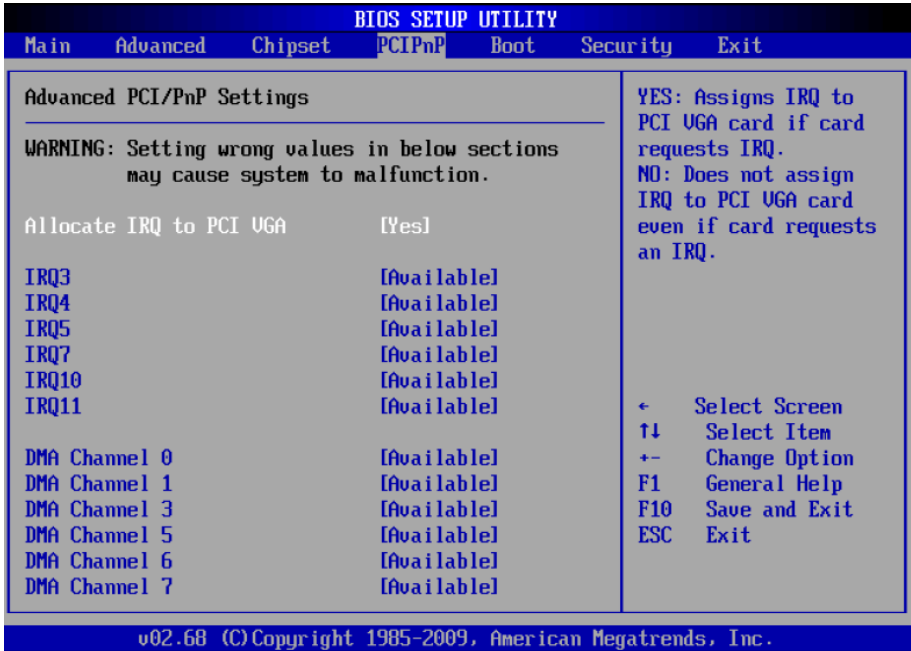 BIOS SETUP UTILITY
Main Advanced Chipset PCIPnP Boot Security Exit
Advanced PCI/PnP Settings
WARNING: Setting wrong values in below sections
may cause system to malfunction.
Allocate IRQ to PCI VGA [Yes]
IRQ3 [Available]
IRQ4 [Available]
IRQ5 [Available]
IRQ7 [Available]
IRQ10 [Available]
IRQ11 [Available]
DMA Channel 0 [Available]
DMA Channel 1 [Available]
DMA Channel 3 [Available]
DMA Channel 5 [Available]
DMA Channel 6 [Available]
DMA Channel 7 [Available]
YES: Assigns IRQ to
PCI VGA card if card
requests IRQ.
NO: Does not assign
IRQ to PCI VGA card
even if card requests
an IRQ.
← Select Screen
↑↓ Select Item
+- Change Option
F1 General Help
F10 Save and Exit
ESC Exit
v02.68 (C)Copyright 1985-2009, American Megatrends, Inc.